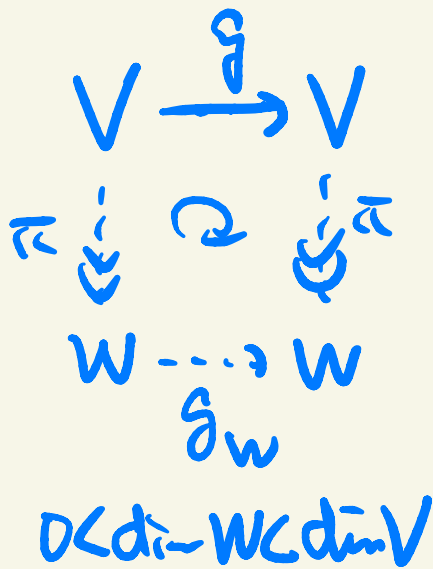 g
V → V
π ↻ π
W ⇢ W
g_W
0<dim W<dim V